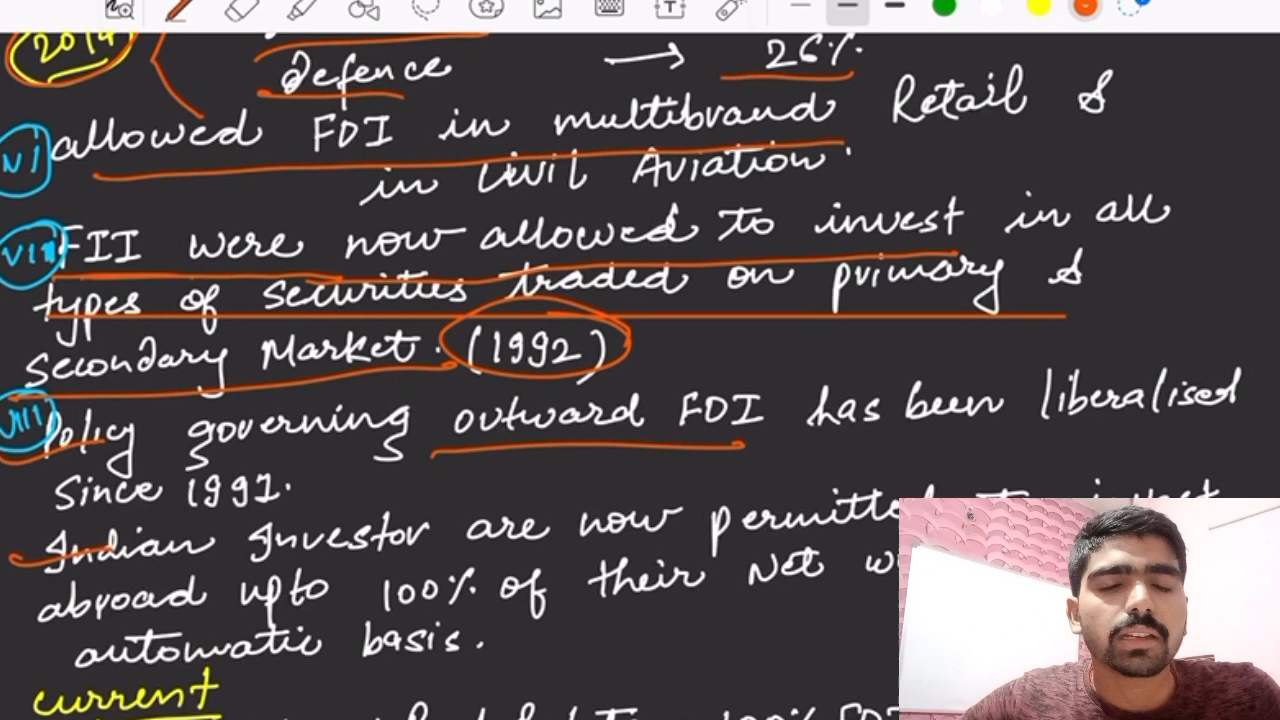 2014
Defence → 26%
vi) allowed FDI in multibrand Retail &
in Civil Aviation.
vii) FII were now allowed to invest in all
types of securities traded on primary &
secondary Market. (1992)
viii) Policy governing outward FDI has been liberalised
Since 1991.
Indian Investor are now permitted
abroad upto 100% of their Net
automatic basis.
current
100% FDI